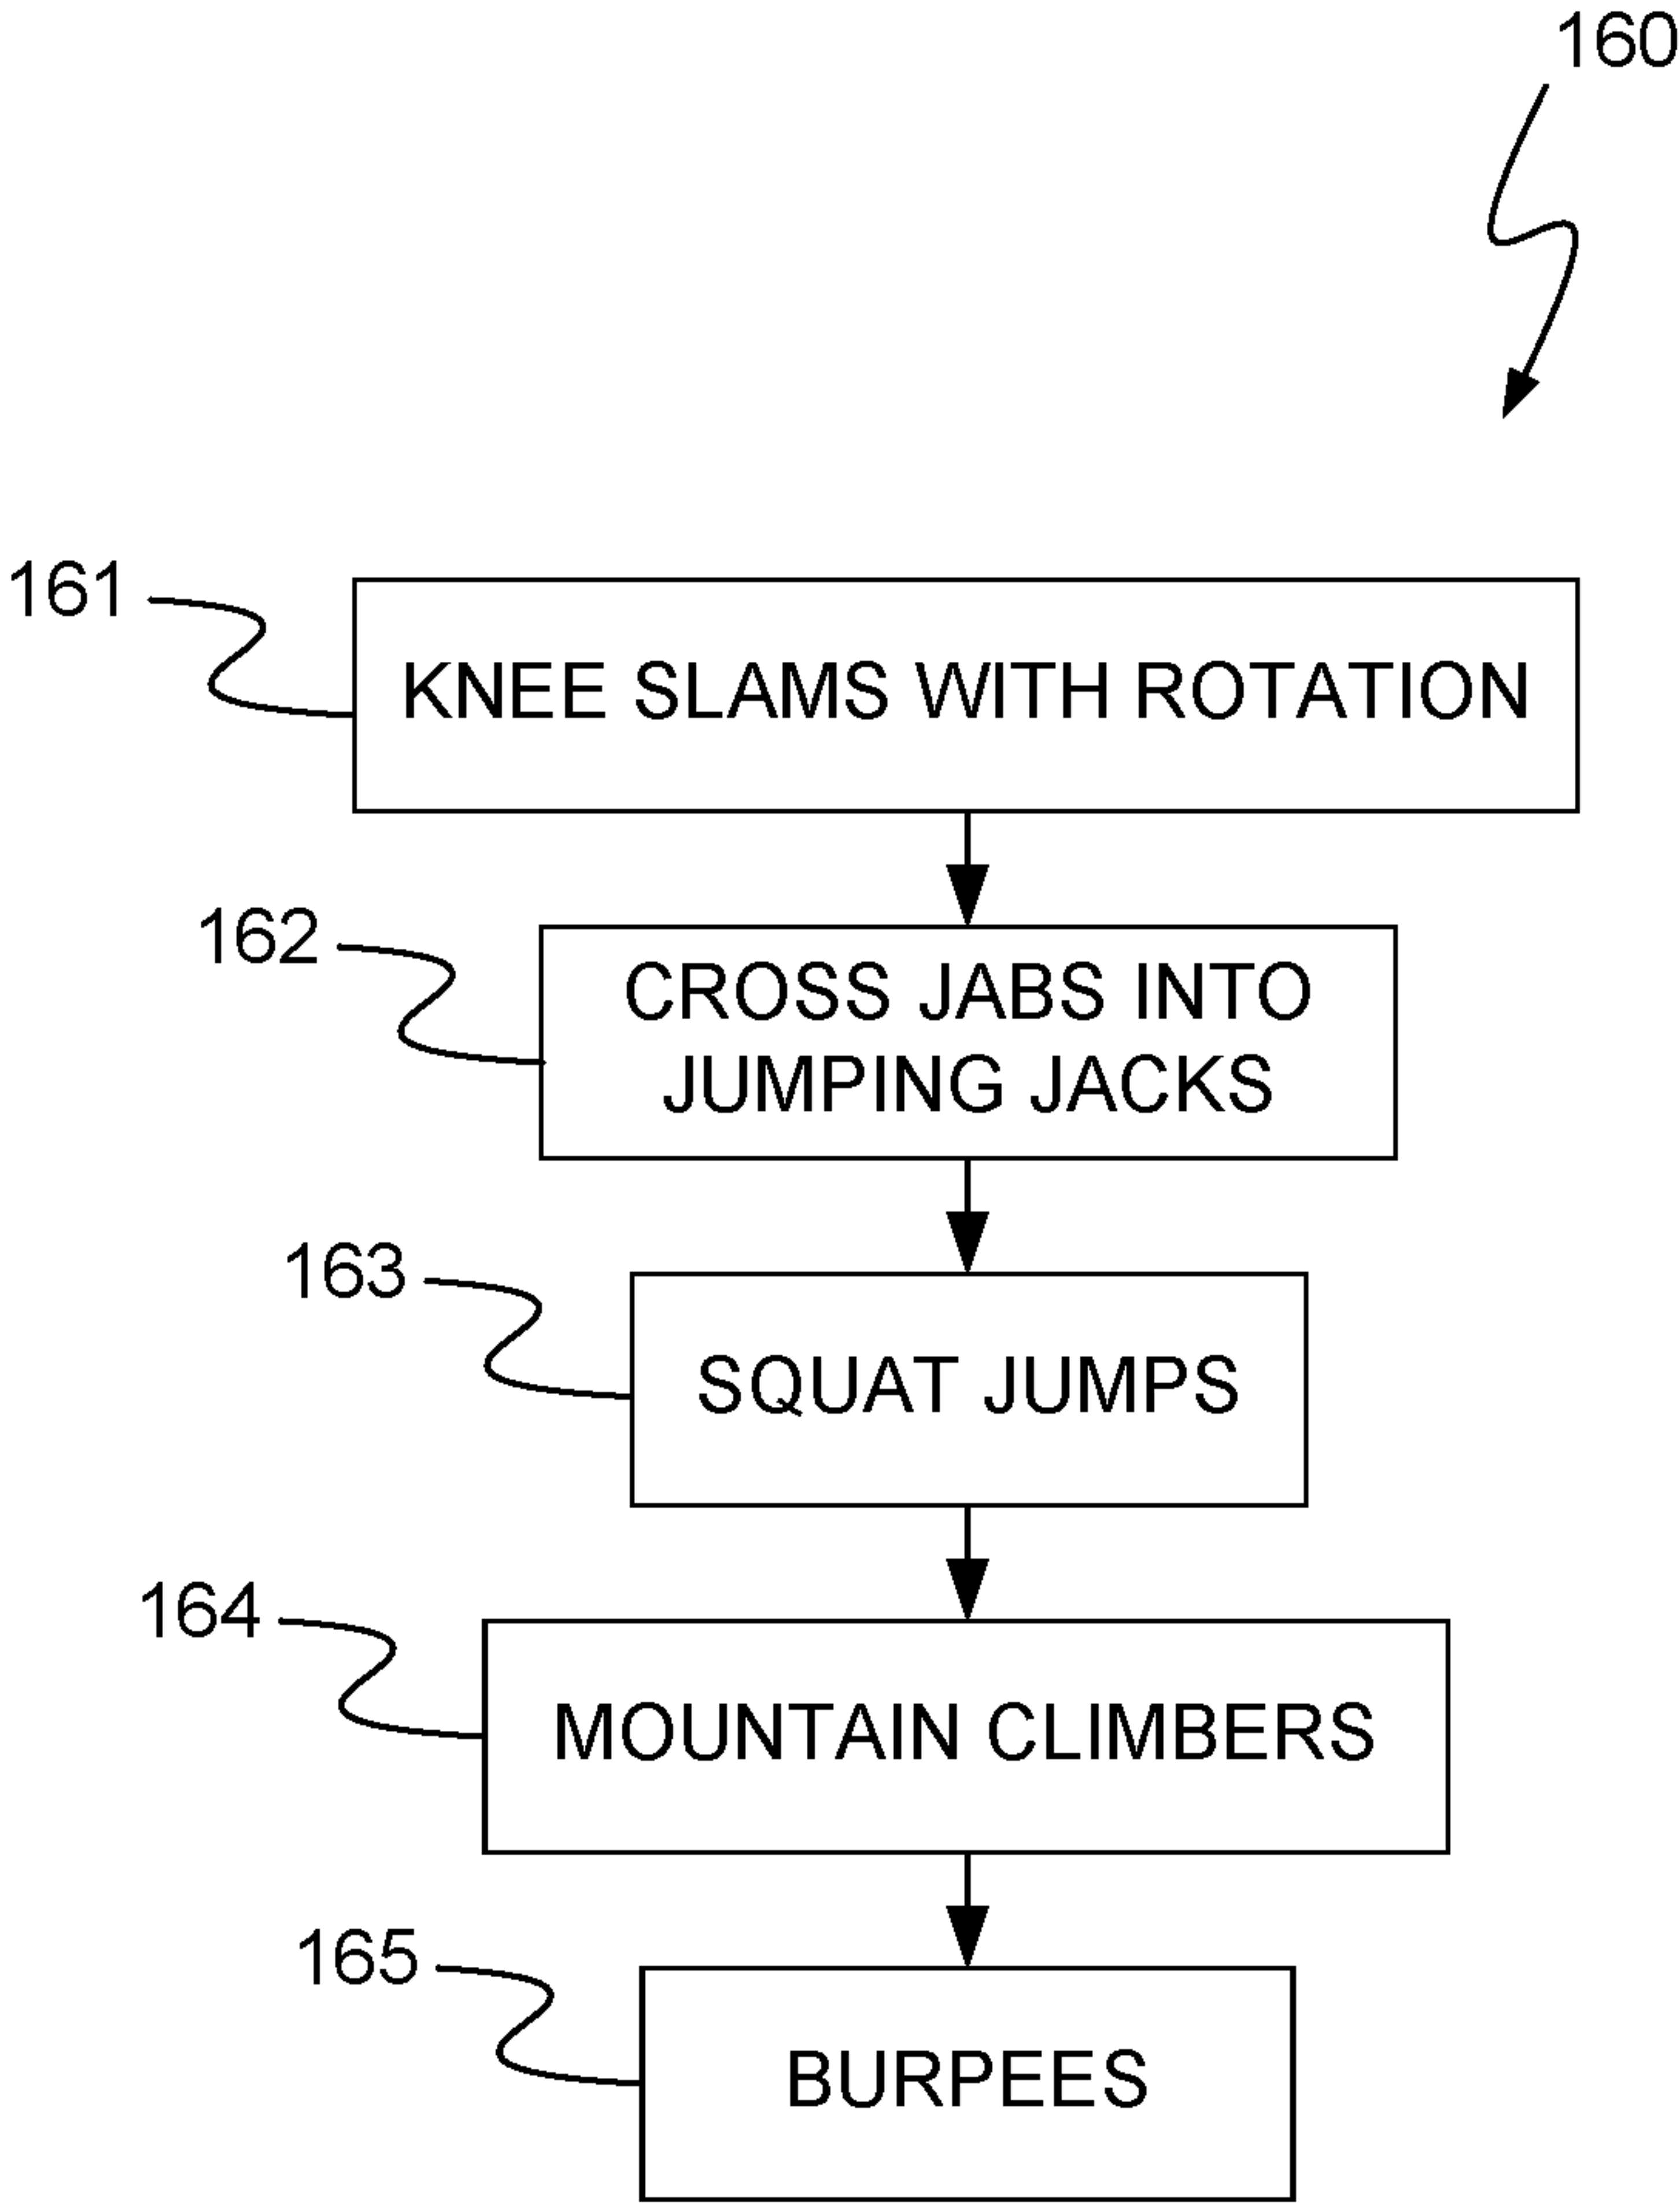 160
161
KNEE SLAMS WITH ROTATION
162
CROSS JABS INTO
JUMPING JACKS
163
SQUAT JUMPS
164
MOUNTAIN CLIMBERS
165
BURPEES